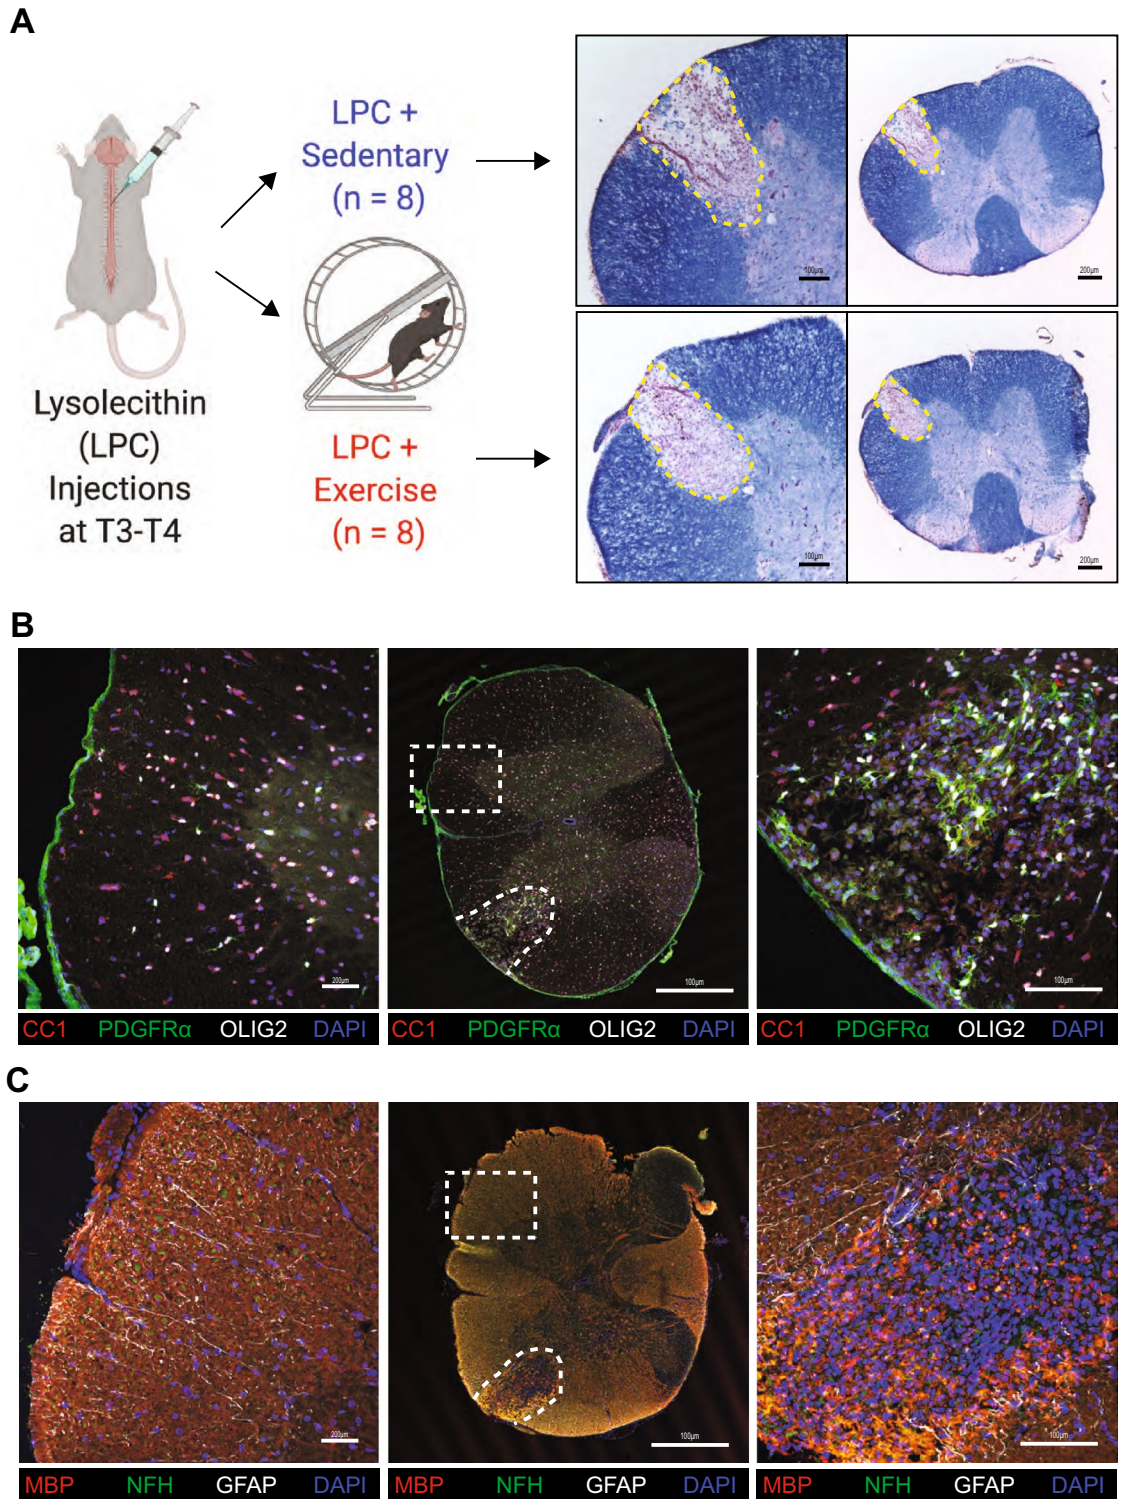 A
LPC +
Sedentary
(n = 8)
Lysolecithin
(LPC)
Injections
at T3-T4
LPC +
Exercise
(n = 8)
100µm
200µm
100µm
200µm
B
200µm
100µm
100µm
CC1 PDGFRα OLIG2 DAPI
CC1 PDGFRα OLIG2 DAPI
CC1 PDGFRα OLIG2 DAPI
C
200µm
100µm
100µm
MBP NFH GFAP DAPI
MBP NFH GFAP DAPI
MBP NFH GFAP DAPI